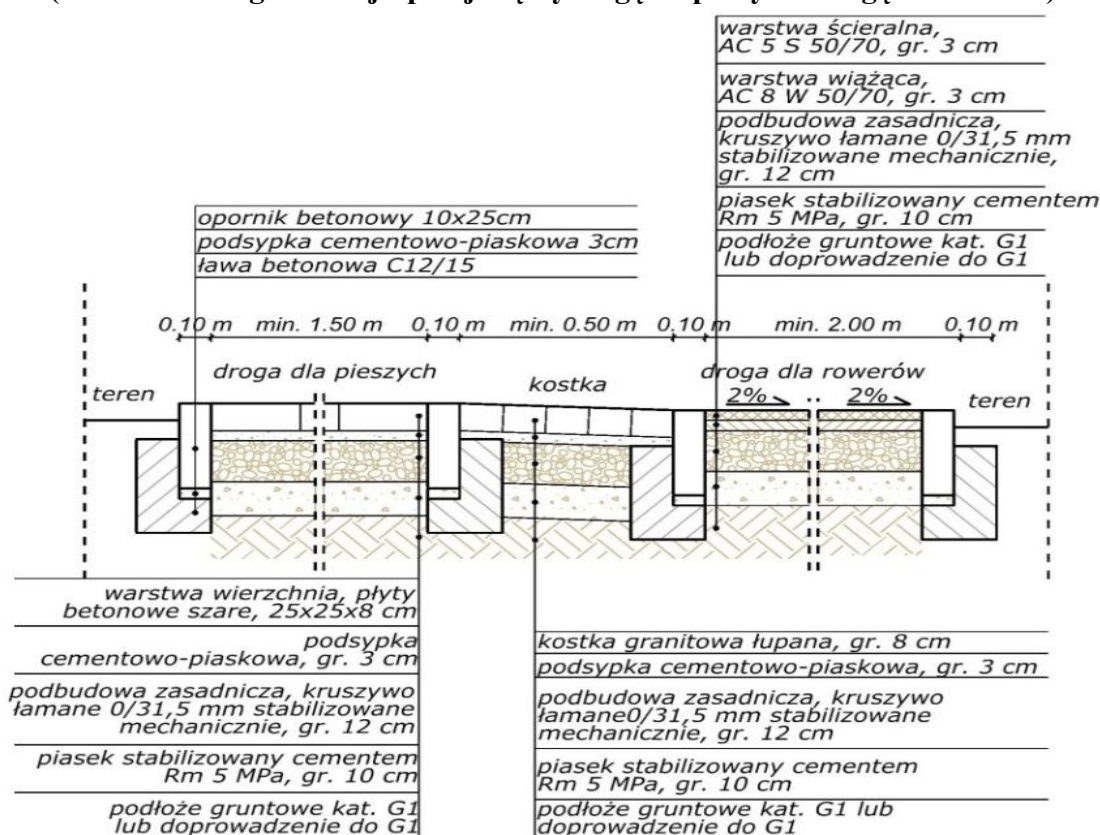 warstwa ścieralna,
AC 5 S 50/70, gr. 3 cm
warstwa wiążąca,
AC 8 W 50/70, gr. 3 cm
podbudowa zasadnicza,
kruszywo łamane 0/31,5 mm
stabilizowane mechanicznie,
gr. 12 cm
piasek stabilizowany cementem
Rm 5 MPa, gr. 10 cm
podłoże gruntowe kat. G1
lub doprowadzenie do G1
opornik betonowy 10x25cm
podsypka cementowo-piaskowa 3cm
ława betonowa C12/15
0.10 m min. 1.50 m 0.10 m min. 0.50 m 0.10 m min. 2.00 m 0.10 m
teren droga dla pieszych kostka droga dla rowerów teren
2% 2%
warstwa wierzchnia, płyty
betonowe szare, 25x25x8 cm
podsypka
cementowo-piaskowa, gr. 3 cm
podbudowa zasadnicza, kruszywo
łamane 0/31,5 mm stabilizowane
mechanicznie, gr. 12 cm
piasek stabilizowany cementem
Rm 5 MPa, gr. 10 cm
podłoże gruntowe kat. G1
lub doprowadzenie do G1
kostka granitowa łupana, gr. 8 cm
podsypka cementowo-piaskowa, gr. 3 cm
podbudowa zasadnicza, kruszywo
łamane0/31,5 mm stabilizowane
mechanicznie, gr. 12 cm
piasek stabilizowany cementem
Rm 5 MPa, gr. 10 cm
podłoże gruntowe kat. G1 lub
doprowadzenie do G1